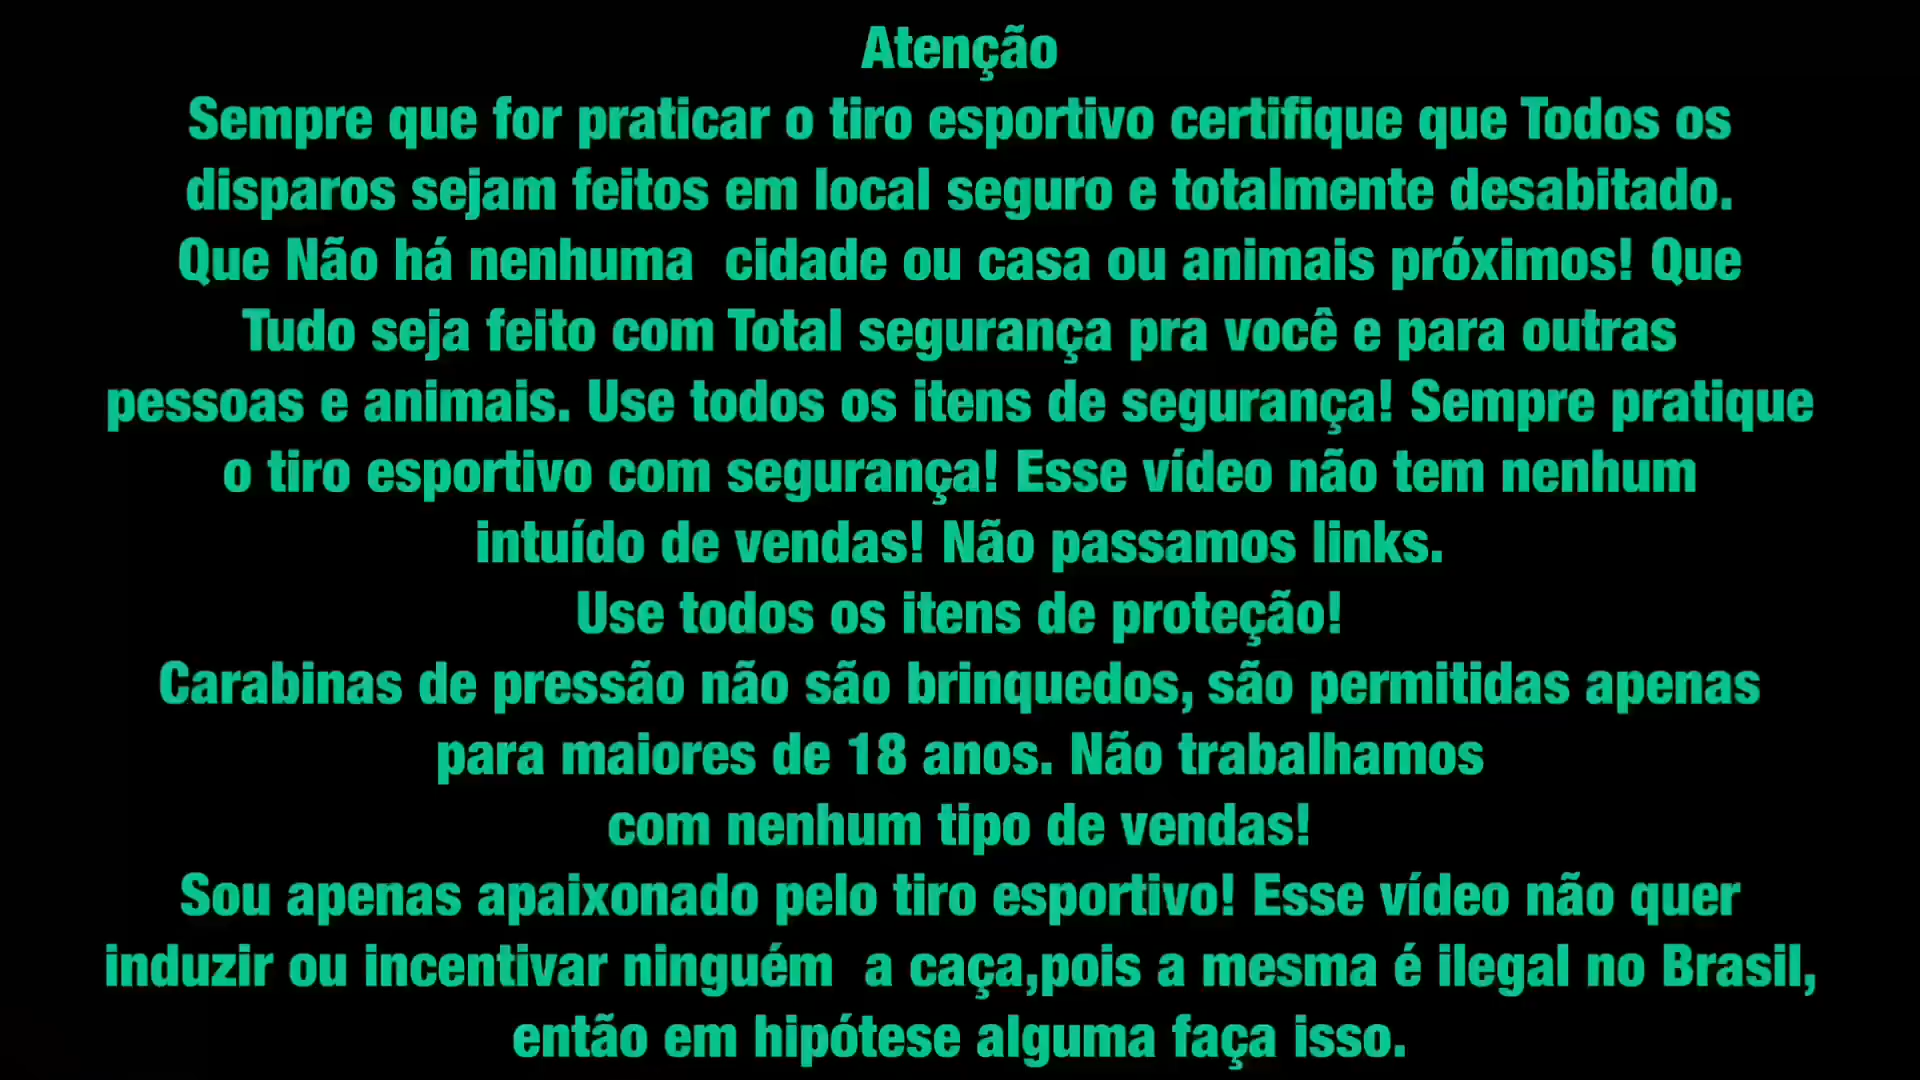 Atenção
Sempre que for praticar o tiro esportivo certifique que Todos os
disparos sejam feitos em local seguro e totalmente desabitado.
Que Não há nenhuma  cidade ou casa ou animais próximos! Que
Tudo seja feito com Total segurança pra você e para outras
pessoas e animais. Use todos os itens de segurança! Sempre pratique
o tiro esportivo com segurança! Esse vídeo não tem nenhum
intuído de vendas! Não passamos links.
Use todos os itens de proteção!
Carabinas de pressão não são brinquedos, são permitidas apenas
para maiores de 18 anos. Não trabalhamos
com nenhum tipo de vendas!
Sou apenas apaixonado pelo tiro esportivo! Esse vídeo não quer
induzir ou incentivar ninguém  a caça,pois a mesma é ilegal no Brasil,
então em hipótese alguma faça isso.